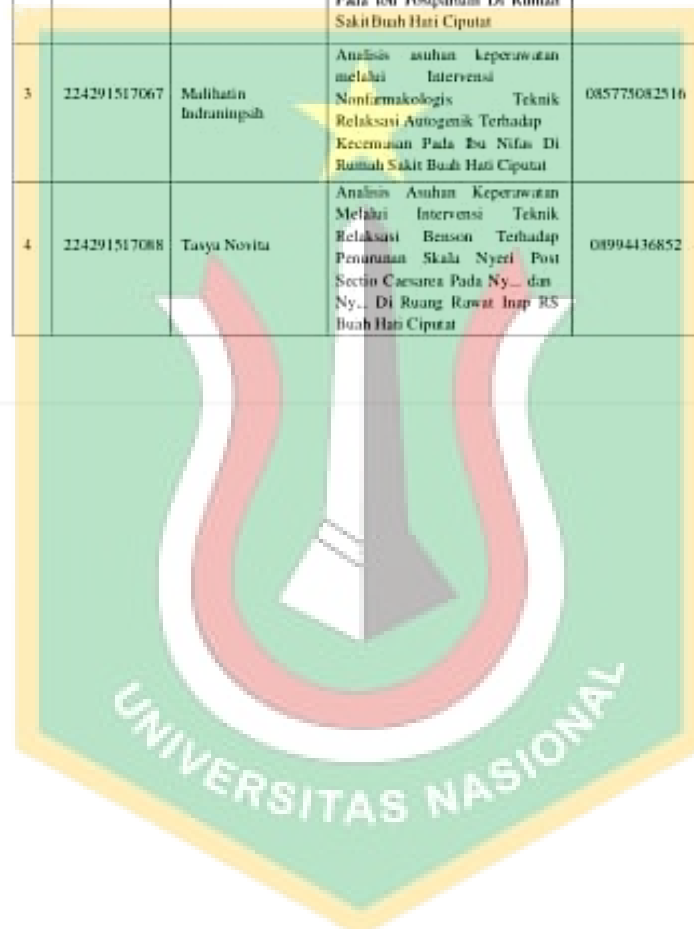 Pada Ibu Postpartum Di Rumah
Sakit Buah Hati Ciputat
3
224291517067
Malihatin
Indraningsih
Analisis asuhan keperawatan
melalui Intervensi
Nonfarmakologis Teknik
Relaksasi Autogenik Terhadap
Kecemasan Pada Ibu Nifas Di
Rumah Sakit Buah Hati Ciputat
085775082516
4
224291517088
Tasya Novita
Analisis Asuhan Keperawatan
Melalui Intervensi Teknik
Relaksasi Benson Terhadap
Penurunan Skala Nyeri Post
Sectio Caesarea Pada Ny... dan
Ny... Di Ruang Rawat Inap RS
Buah Hati Ciputat
08994436852
UNIVERSITAS NASIONAL